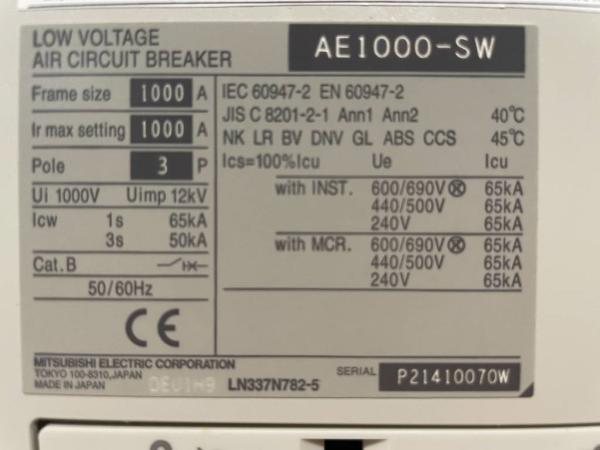 LOW VOLTAGE
AIR CIRCUIT BREAKER
AE1000-SW
Frame size 1000 A
Ir max setting 1000 A
Pole 3 P
Ui 1000V Uimp 12kV
Icw 1s 65kA
3s 50kA
Cat. B
50/60Hz
CE
IEC 60947-2 EN 60947-2
JIS C 8201-2-1 Ann1 Ann2 40℃
NK LR BV DNV GL ABS CCS 45℃
Ics=100%Icu Ue Icu
with INST. 600/690V⊗ 65kA
440/500V 65kA
240V 65kA
with MCR. 600/690V⊗ 65kA
440/500V 65kA
240V 65kA
MITSUBISHI ELECTRIC CORPORATION
TOKYO 100-8310, JAPAN
MADE IN JAPAN
LN337N782-5
SERIAL P21410070W